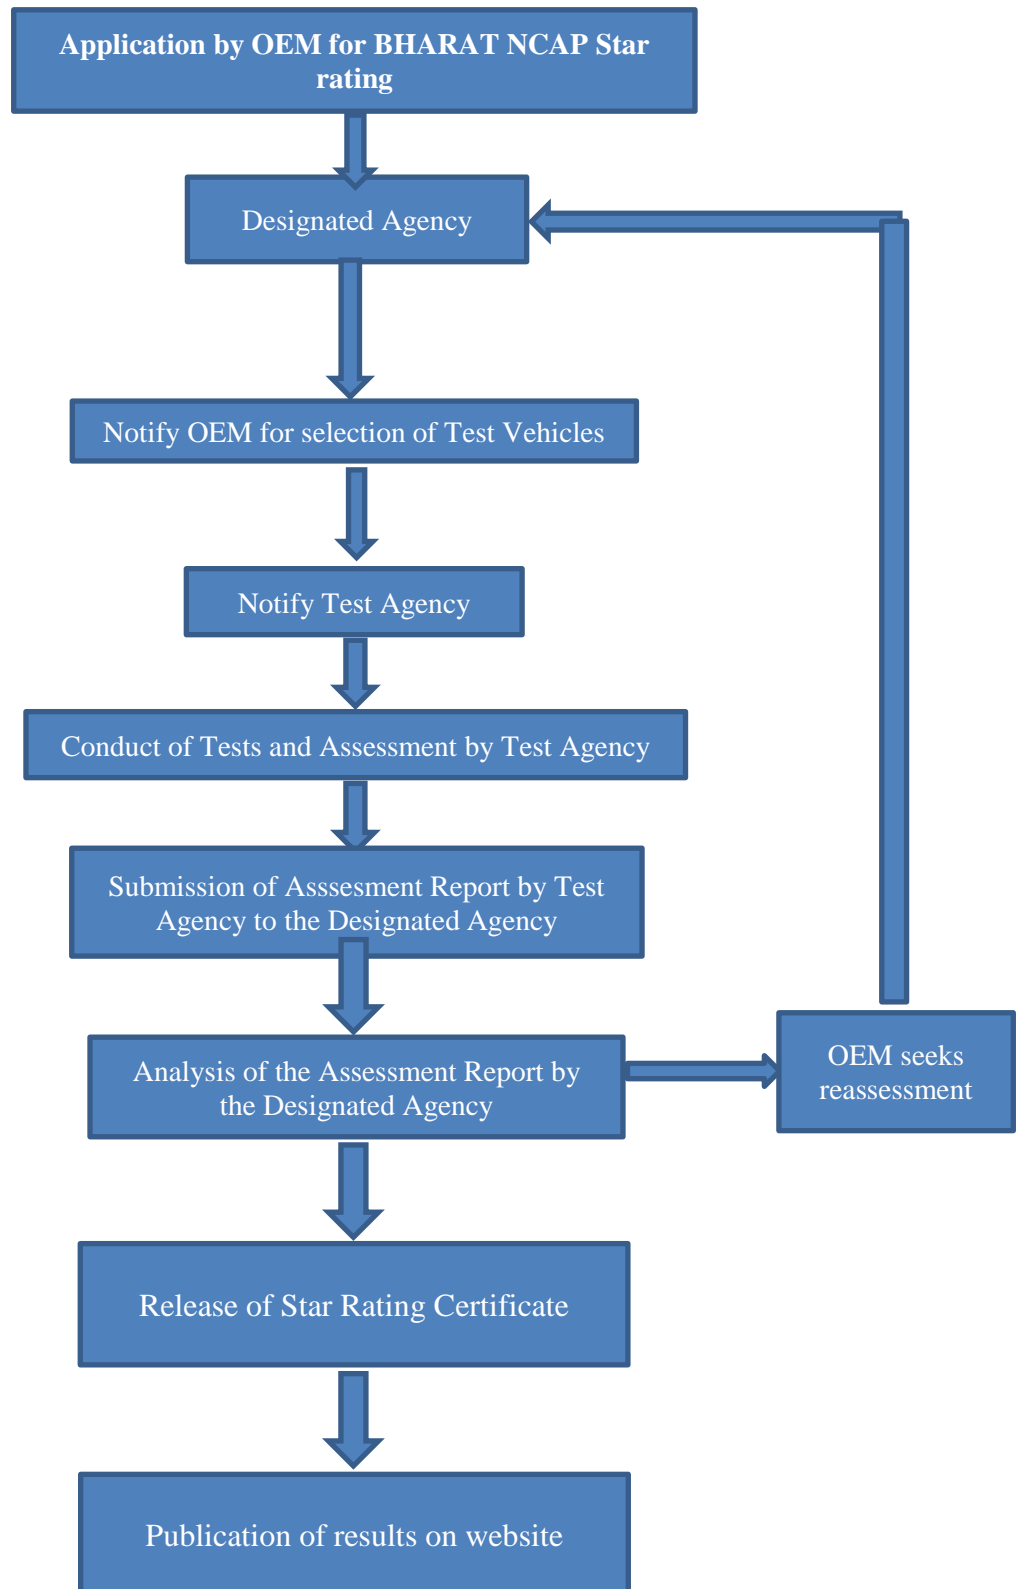 Application by OEM for BHARAT NCAP Star
rating
Designated Agency
Notify OEM for selection of Test Vehicles
Notify Test Agency
Conduct of Tests and Assessment by Test Agency
Submission of Asssesment Report by Test
Agency to the Designated Agency
Analysis of the Assessment Report by
the Designated Agency
OEM seeks
reassessment
Release of Star Rating Certificate
Publication of results on website